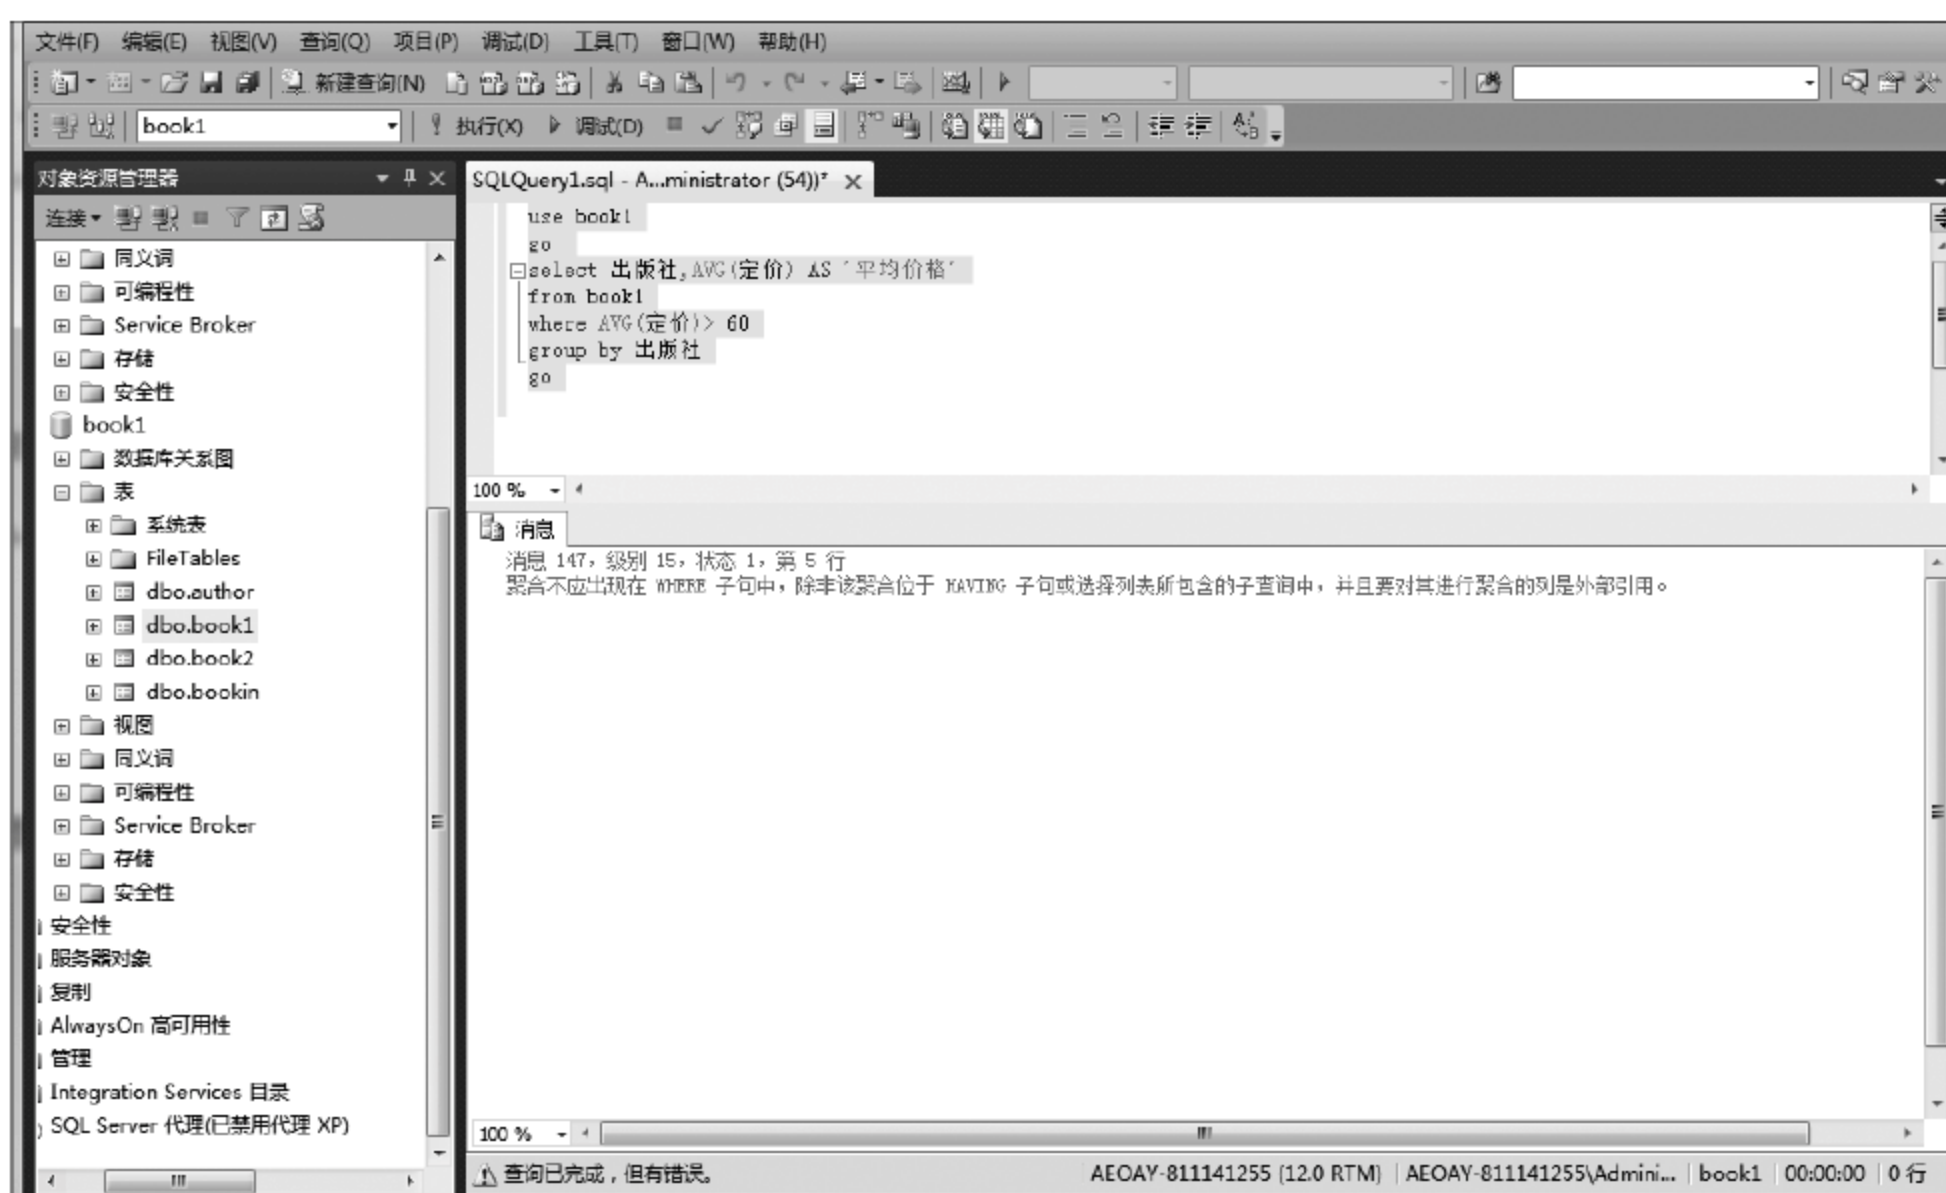 文件(F) 编辑(E) 视图(V) 查询(Q) 项目(P) 调试(D) 工具(T) 窗口(W) 帮助(H)
新建查询(N)
book1 执行(X) 调试(D)
对象资源管理器
连接
同义词
可编程性
Service Broker
存储
安全性
book1
数据库关系图
表
系统表
FileTables
dbo.author
dbo.book1
dbo.book2
dbo.bookin
视图
同义词
可编程性
Service Broker
存储
安全性
安全性
服务器对象
复制
AlwaysOn 高可用性
管理
Integration Services 目录
SQL Server 代理(已禁用代理 XP)
SQLQuery1.sql - A...ministrator (54))*
use book1
go
select 出版社,AVG(定价) AS '平均价格'
from book1
where AVG(定价)> 60
group by 出版社
go
100 %
消息
消息 147，级别 15，状态 1，第 5 行
聚合不应出现在 WHERE 子句中，除非该聚合位于 HAVING 子句或选择列表所包含的子查询中，并且要对其进行聚合的列是外部引用。
100 %
查询已完成，但有错误。 AEOAY-811141255 (12.0 RTM) AEOAY-811141255\Admini... book1 00:00:00 0 行